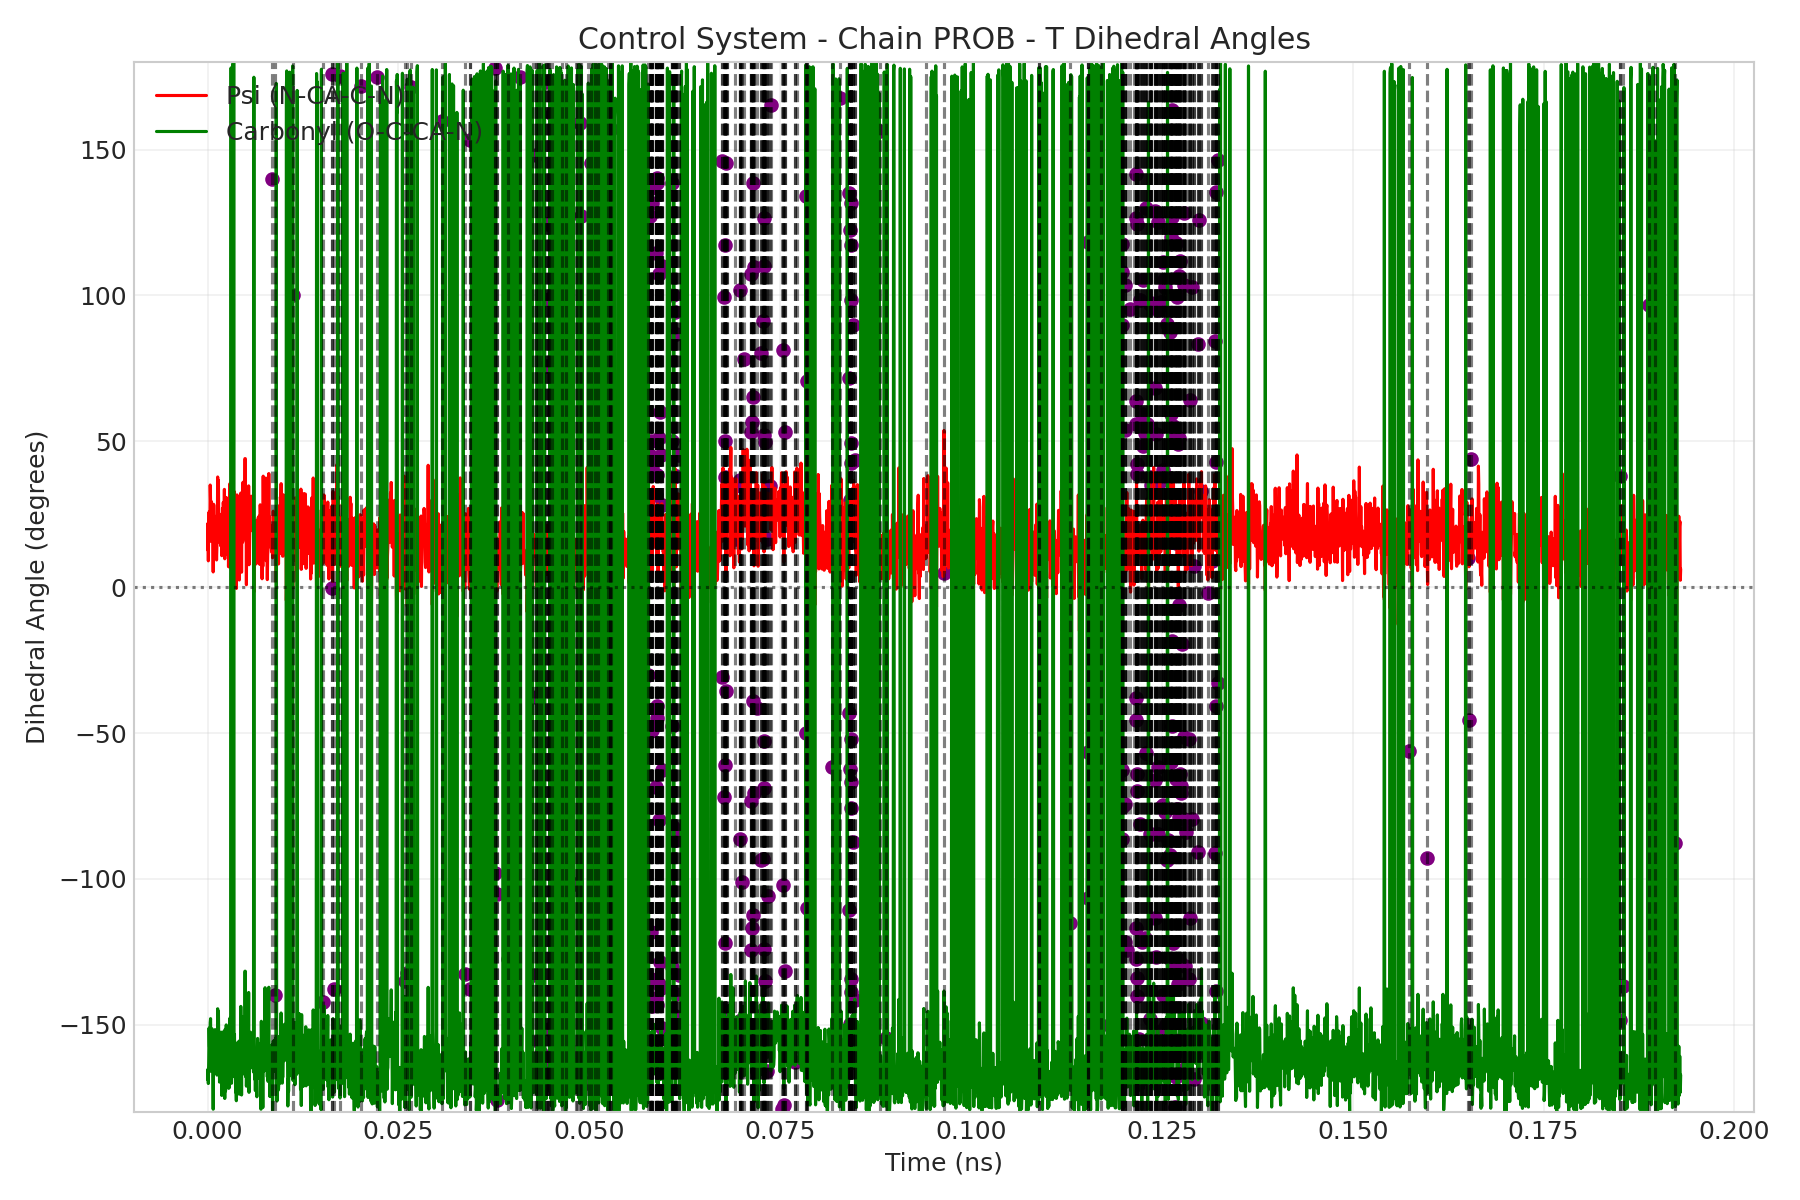 Control System - Chain PROB - T Dihedral Angles
Psi (N-CA-C-N)
Carbonyl (O-C-CA-N)
150
100
50
0
−50
−100
−150
Dihedral Angle (degrees)
0.000 0.025 0.050 0.075 0.100 0.125 0.150 0.175 0.200
Time (ns)